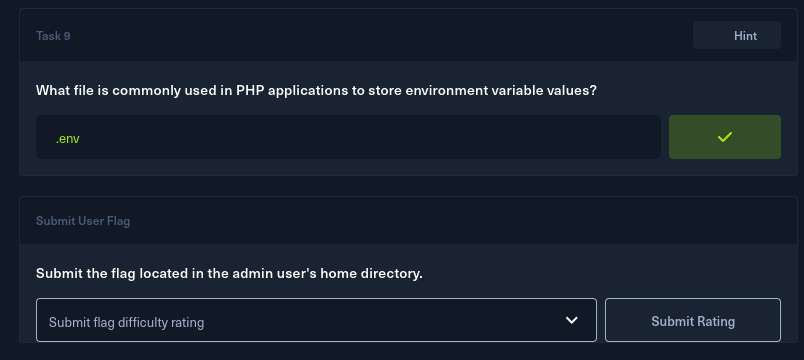 Task 9
Hint
What file is commonly used in PHP applications to store environment variable values?
.env
Submit User Flag
Submit the flag located in the admin user's home directory.
Submit flag difficulty rating
Submit Rating